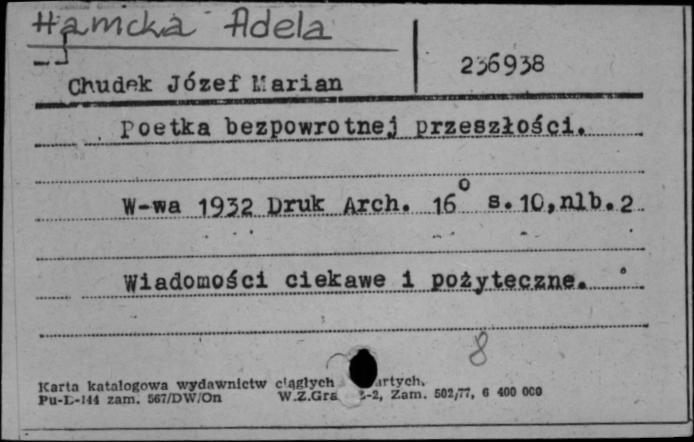 Hamcka Adela
236938
Chudek Józef Marian
Poetka bezpowrotnej przeszłości.
W-wa 1932 Druk Arch. 16° s. 10, nlb. 2
Wiadomości ciekawe i pożyteczne.
8
Karta katalogowa wydawnictw ciągłych
Pu-L-144 zam. 567/DW/On W.Z.Gra Zam. 502/77, 6 400 000